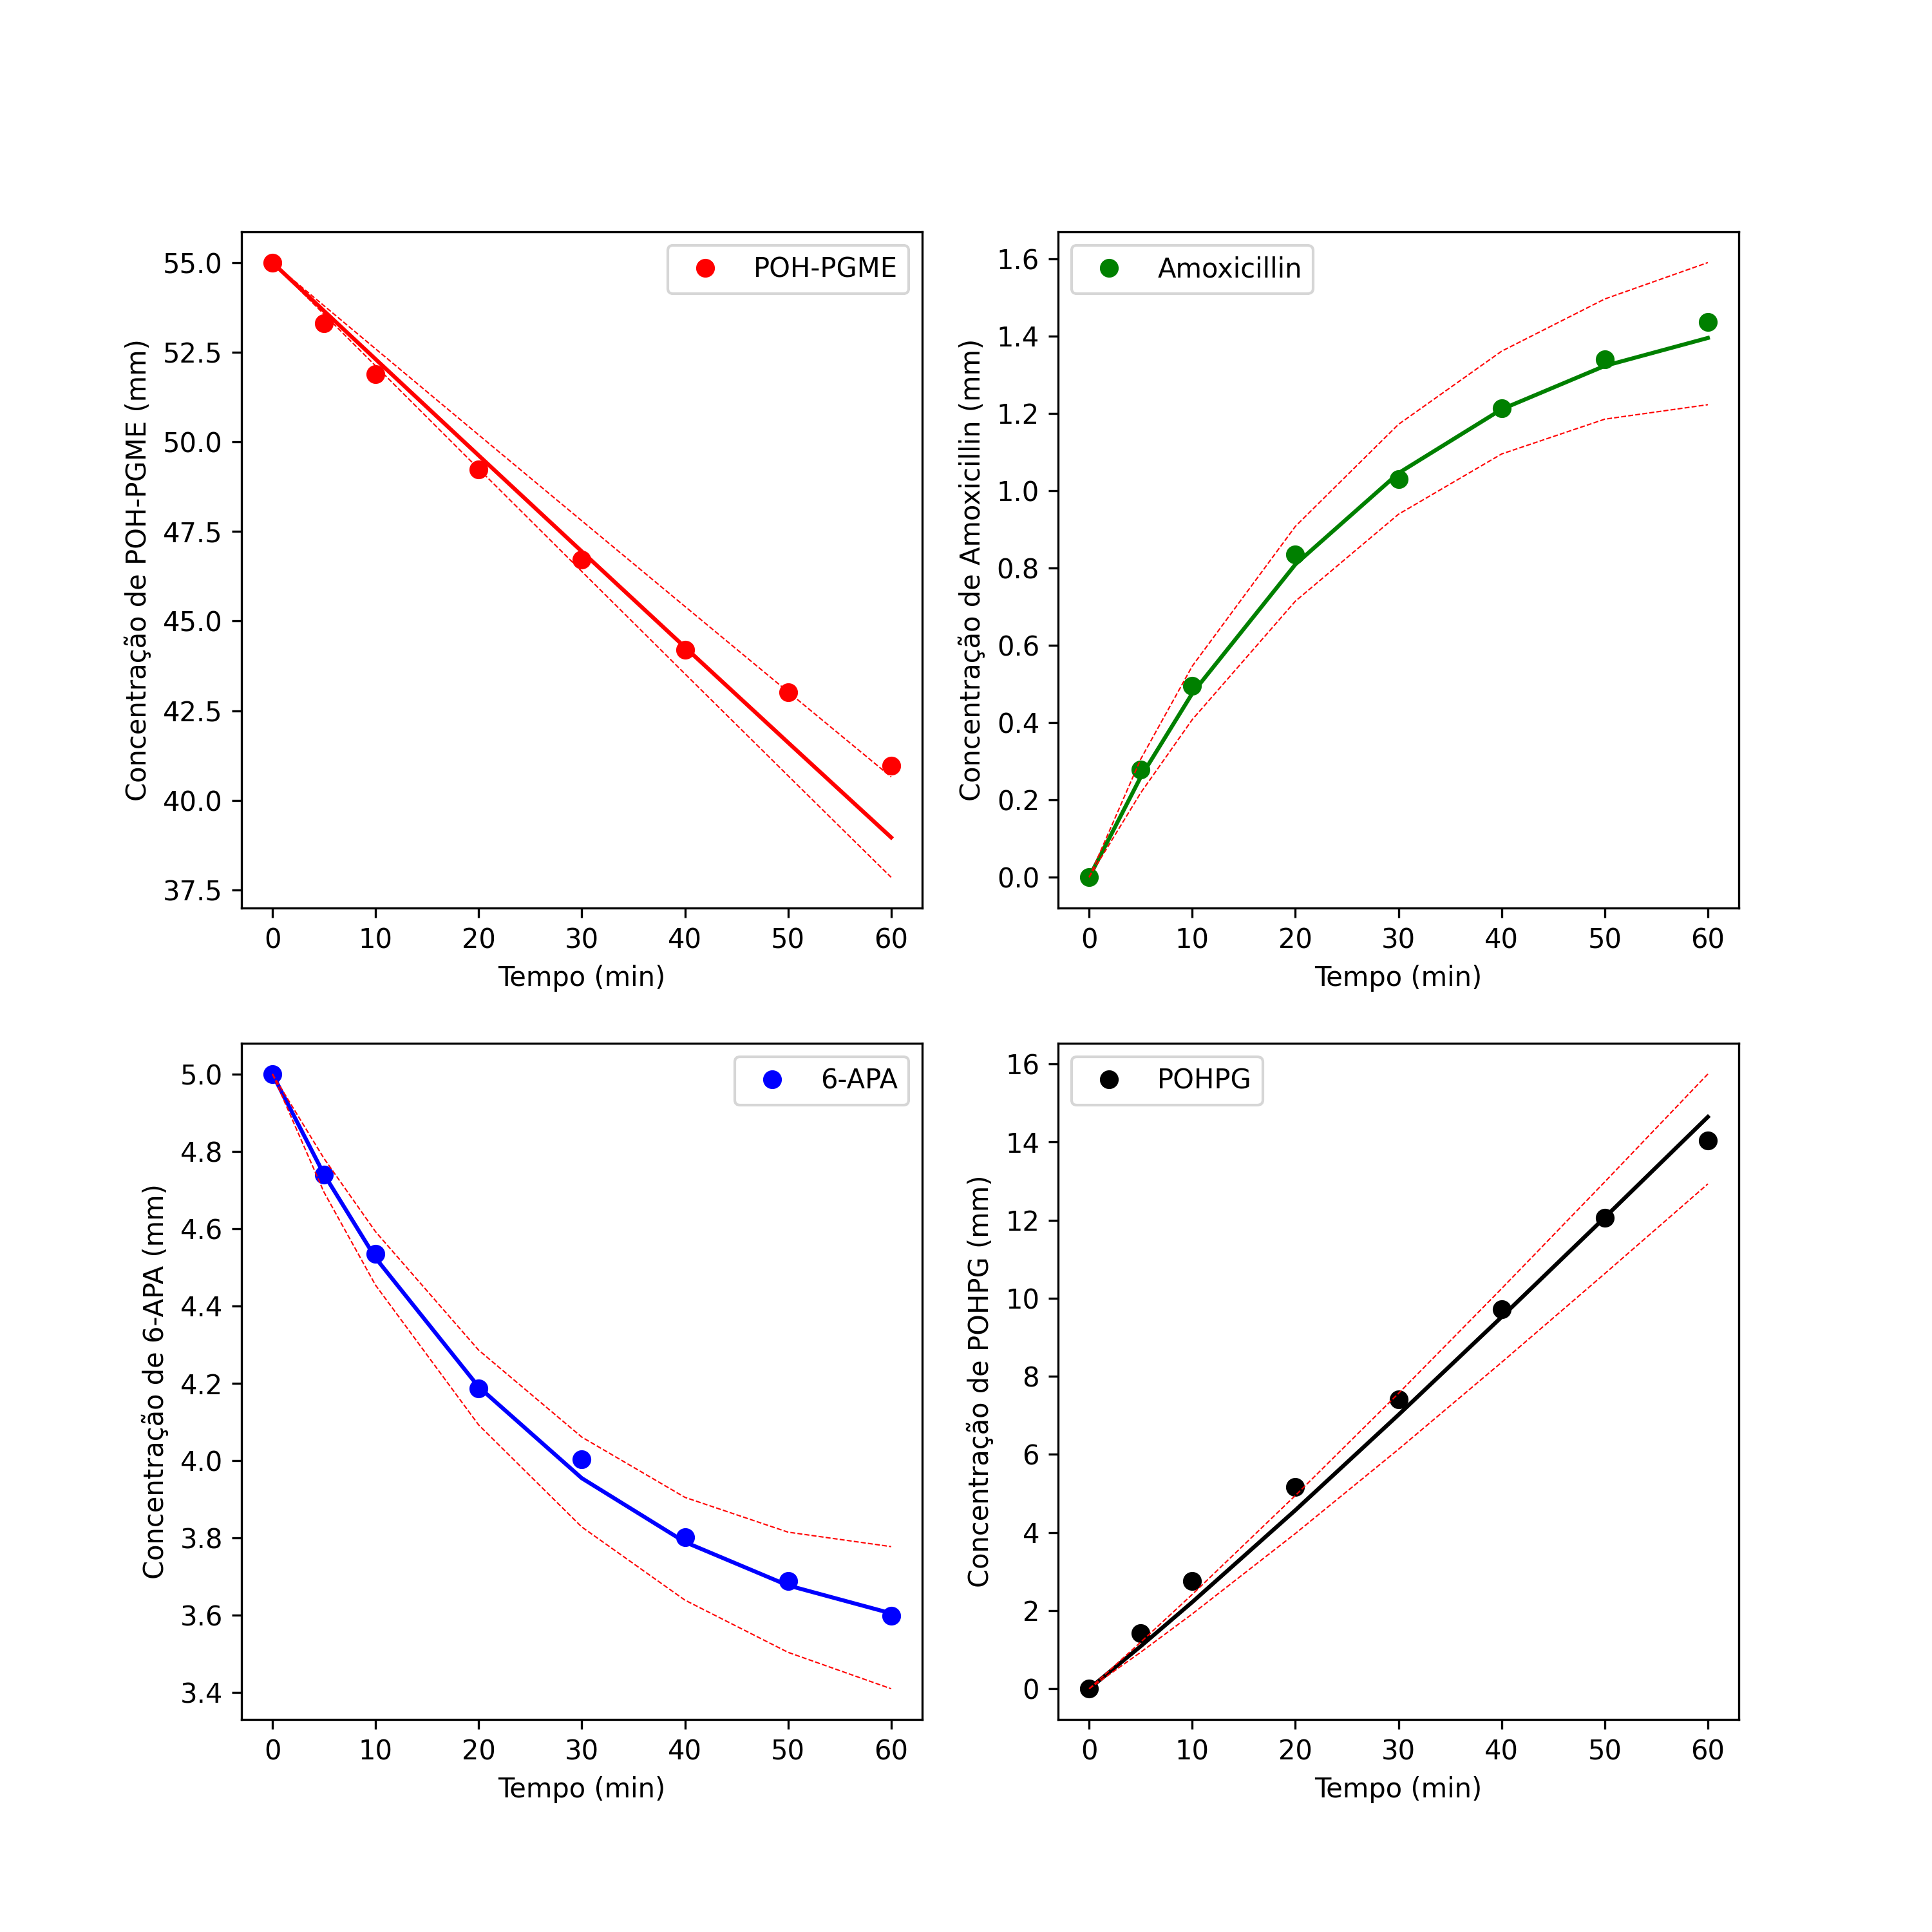 POH-PGME
55.0
52.5
50.0
47.5
45.0
42.5
40.0
37.5
Concentração de POH-PGME (mm)
0 10 20 30 40 50 60
Tempo (min)
Amoxicillin
1.6
1.4
1.2
1.0
0.8
0.6
0.4
0.2
0.0
Concentração de Amoxicillin (mm)
0 10 20 30 40 50 60
Tempo (min)
6-APA
5.0
4.8
4.6
4.4
4.2
4.0
3.8
3.6
3.4
Concentração de 6-APA (mm)
0 10 20 30 40 50 60
Tempo (min)
POHPG
16
14
12
10
8
6
4
2
0
Concentração de POHPG (mm)
0 10 20 30 40 50 60
Tempo (min)